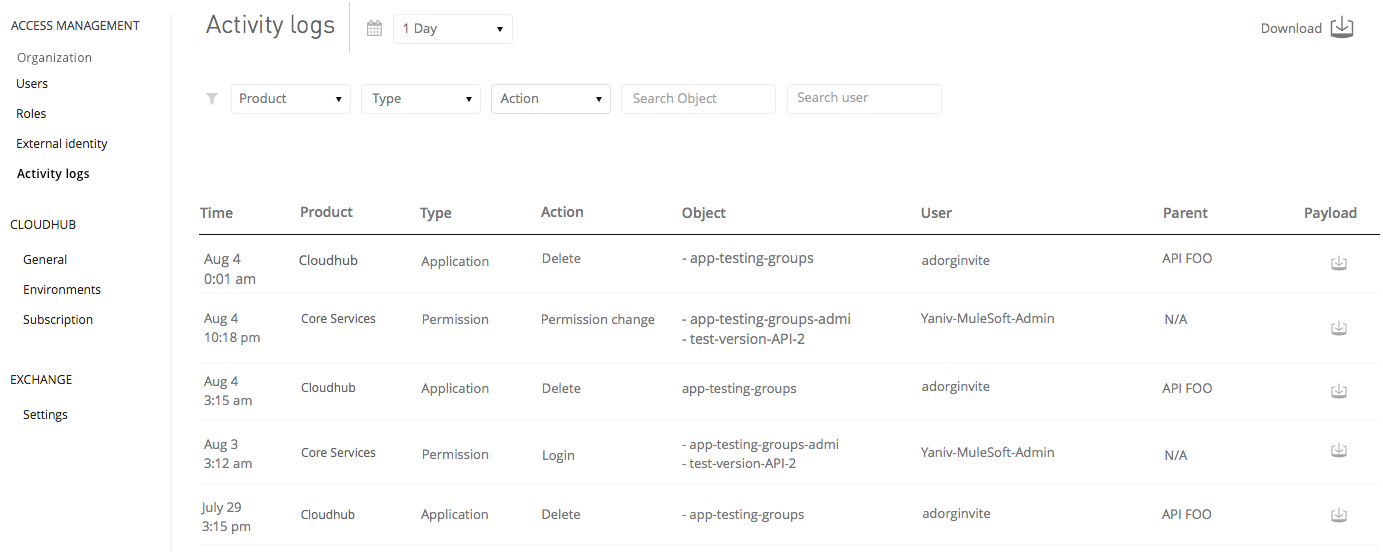 ACCESS MANAGEMENT
Organization
Users
Roles
External identity
Activity logs
CLOUDHUB
General
Environments
Subscription
EXCHANGE
Settings
Activity logs 1 Day Download
Product Type Action Search Object Search user
Time Product Type Action Object User Parent Payload
Aug 4 Cloudhub Application Delete - app-testing-groups adorginvite API FOO
0:01 am
Aug 4 Core Services Permission Permission change - app-testing-groups-admi Yaniv-MuleSoft-Admin N/A
10:18 pm - test-version-API-2
Aug 4 Cloudhub Application Delete app-testing-groups adorginvite API FOO
3:15 am
Aug 3 Core Services Permission Login - app-testing-groups-admi Yaniv-MuleSoft-Admin N/A
3:12 am - test-version-API-2
July 29 Cloudhub Application Delete - app-testing-groups adorginvite API FOO
3:15 pm